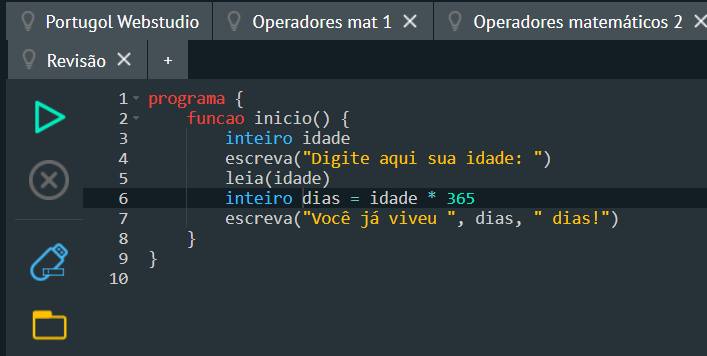 Portugol Webstudio
Operadores mat 1
Operadores matemáticos 2
Revisão
+
1 programa {
2 funcao inicio() {
3 inteiro idade
4 escreva("Digite aqui sua idade: ")
5 leia(idade)
6 inteiro dias = idade * 365
7 escreva("Você já viveu ", dias, " dias!")
8 }
9 }
10